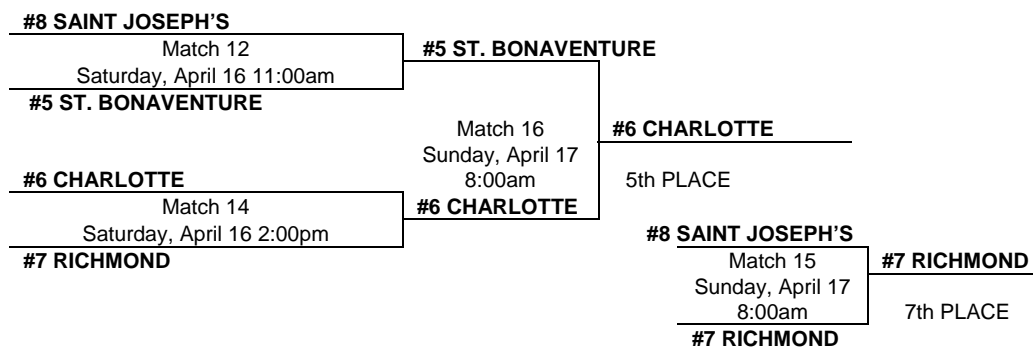 #8 SAINT JOSEPH'S
Match 12
Saturday, April 16 11:00am
#5 ST. BONAVENTURE
#5 ST. BONAVENTURE
Match 16
Sunday, April 17
8:00am
#6 CHARLOTTE
5th PLACE
#6 CHARLOTTE
Match 14
Saturday, April 16 2:00pm
#7 RICHMOND
#6 CHARLOTTE
#8 SAINT JOSEPH'S
Match 15
Sunday, April 17
8:00am
#7 RICHMOND
#7 RICHMOND
7th PLACE